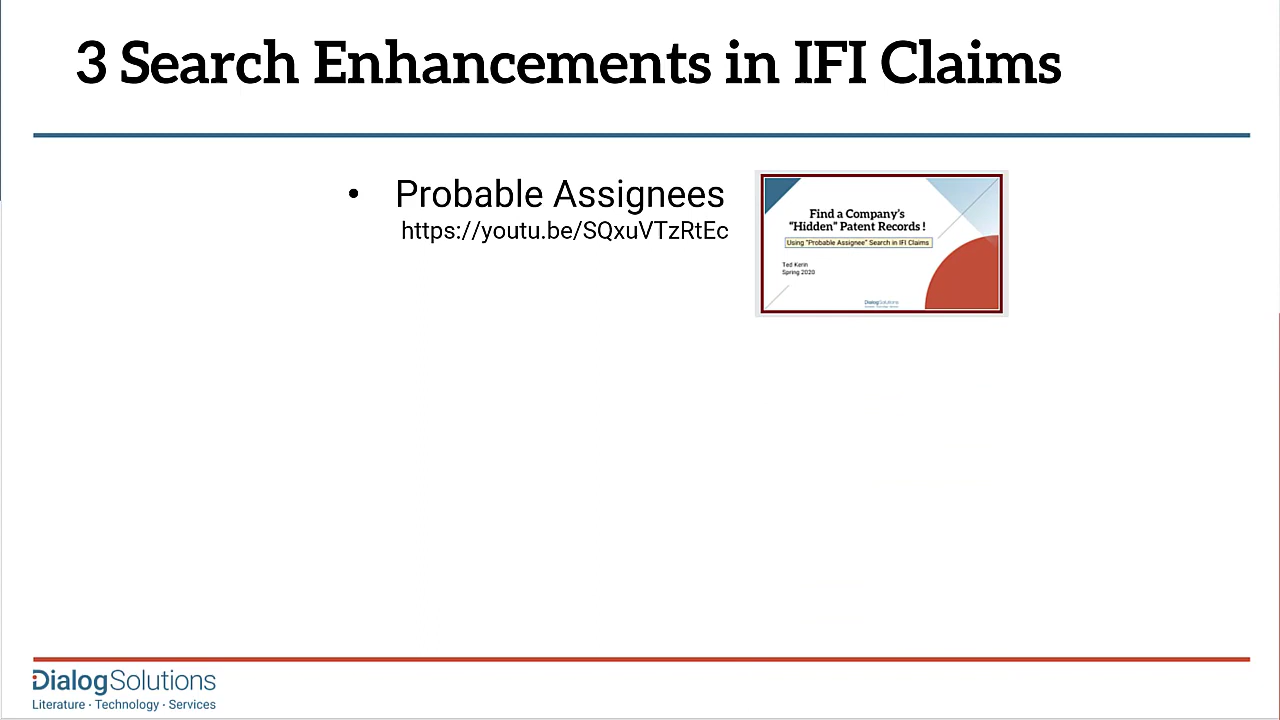 3 Search Enhancements in IFI Claims
• Probable Assignees
https://youtu.be/SQxuVTzRtEc
Find a Company's
"Hidden" Patent Records!
Using "Probable Assignee" Search in IFI Claims
Ted Kerin
Spring 2020
DialogSolutions
DialogSolutions
Literature · Technology · Services